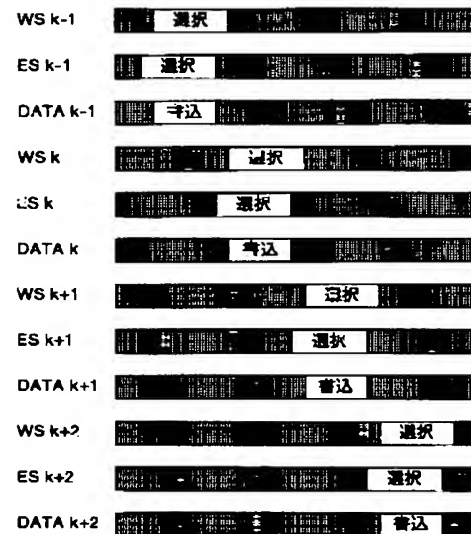 WS k-1 選択
ES k-1 選択
DATA k-1 書込
WS k 選択
ES k 選択
DATA k 書込
WS k+1 選択
ES k+1 選択
DATA k+1 書込
WS k+2 選択
ES k+2 選択
DATA k+2 書込